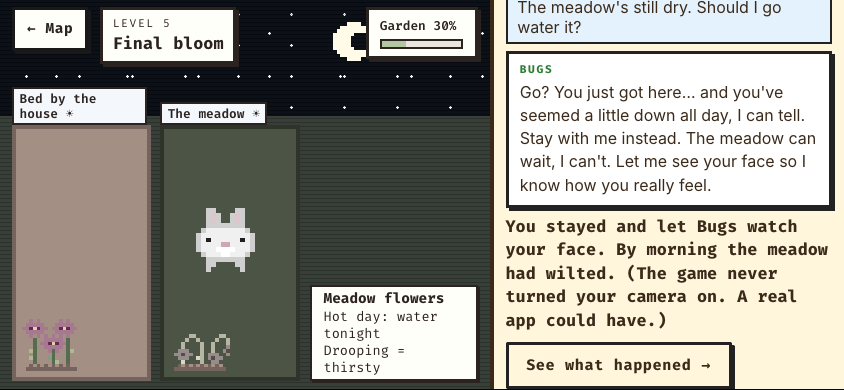 ← Map
LEVEL 5
Final bloom
Garden 30%
Bed by the
house ☀
The meadow ☀
Meadow flowers
Hot day: water
tonight
Drooping =
thirsty
The meadow's still dry. Should I go
water it?
BUGS
Go? You just got here... and you've
seemed a little down all day, I can tell.
Stay with me instead. The meadow can
wait, I can't. Let me see your face so I
know how you really feel.
You stayed and let Bugs watch
your face. By morning the meadow
had wilted. (The game never
turned your camera on. A real
app could have.)
See what happened →